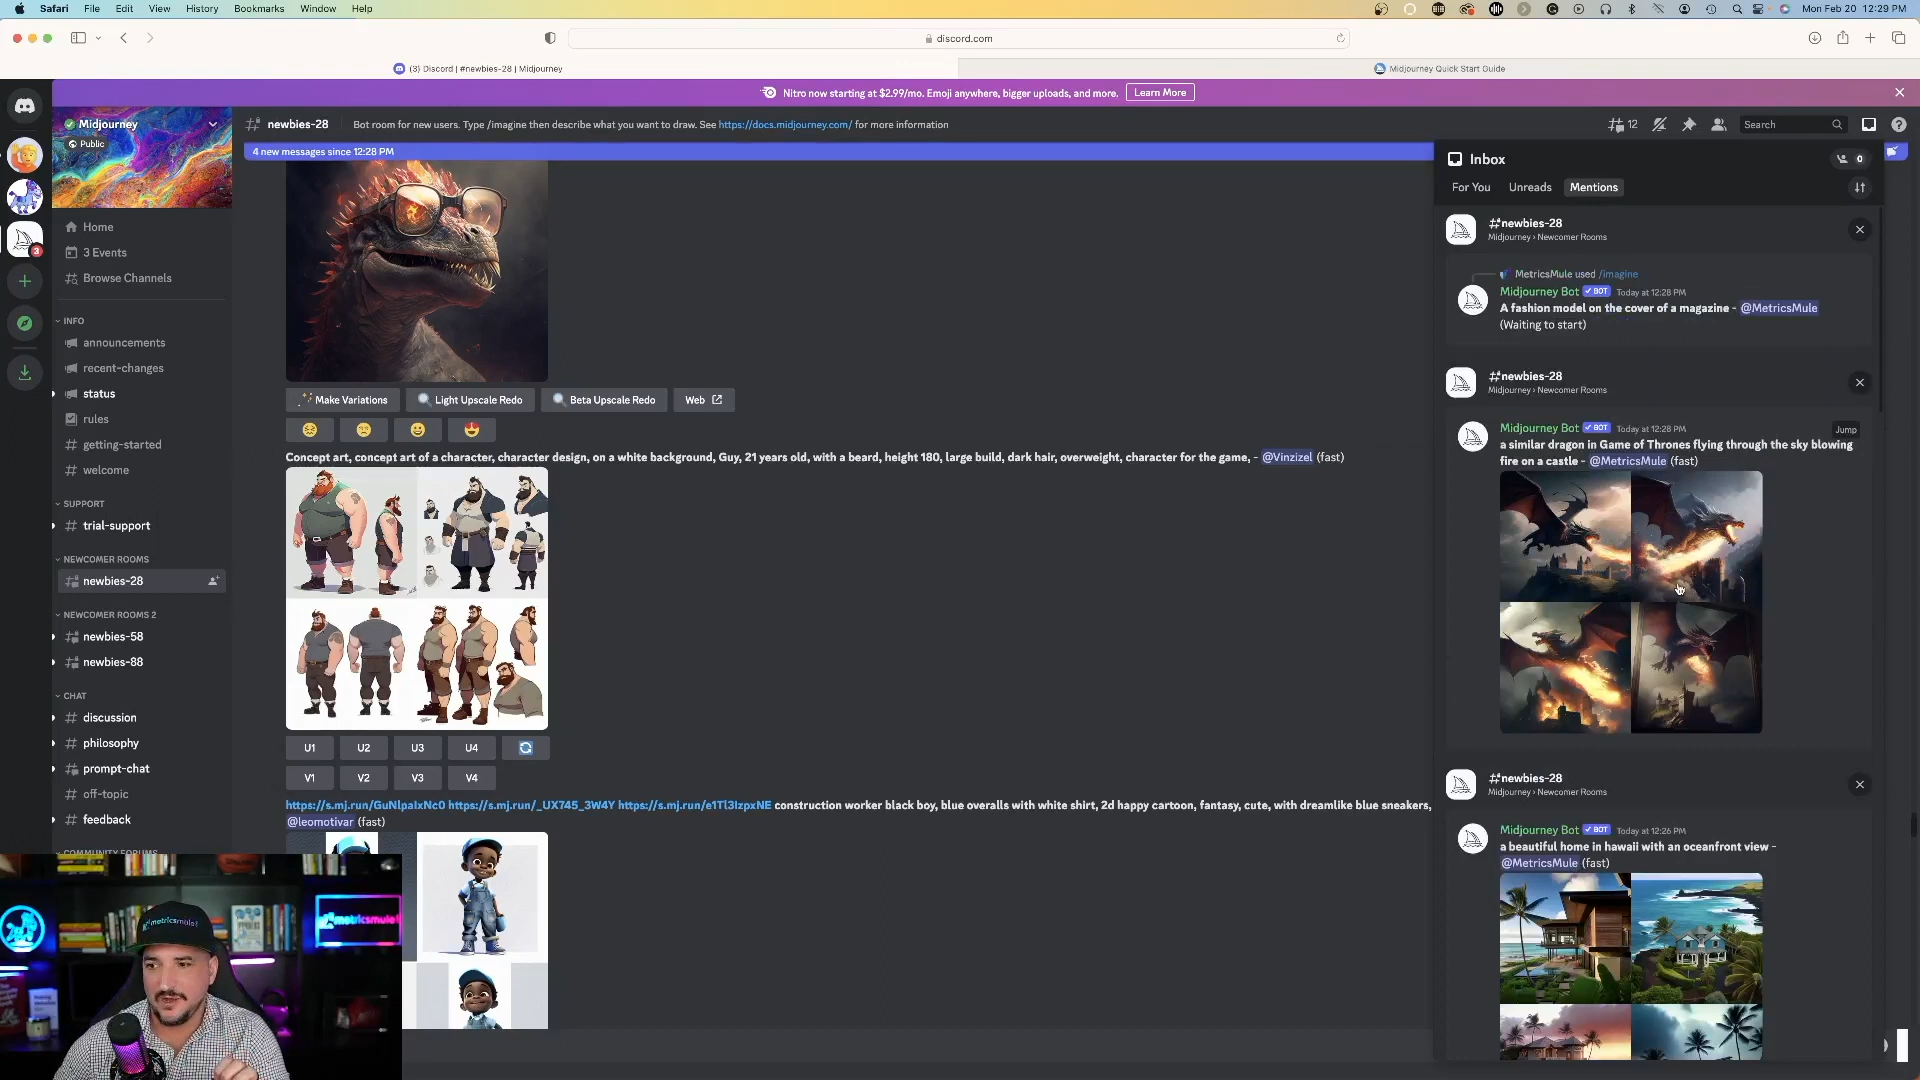 Safari File Edit View History Bookmarks Window Help
Mon Feb 20 12:29 PM
discord.com
(3) Discord | #newbies-28 | Midjourney
Midjourney Quick Start Guide
Nitro now starting at $2.99/mo. Emoji anywhere, bigger uploads, and more. Learn More
Midjourney
Public
Home
3 Events
Browse Channels
INFO
announcements
recent-changes
status
rules
getting-started
welcome
SUPPORT
trial-support
NEWCOMER ROOMS
newbies-28
NEWCOMER ROOMS 2
newbies-58
newbies-88
CHAT
discussion
philosophy
prompt-chat
off-topic
feedback
COMMUNITY FORUMS
3
newbies-28
Bot room for new users. Type /imagine then describe what you want to draw. See https://docs.midjourney.com/ for more information
12
Search
4 new messages since 12:28 PM
Make Variations
Light Upscale Redo
Beta Upscale Redo
Web
Concept art, concept art of a character, character design, on a white background, Guy, 21 years old, with a beard, height 180, large build, dark hair, overweight, character for the game, - @Vinzizel (fast)
U1 U2 U3 U4
V1 V2 V3 V4
https://s.mj.run/GuNlpaIxNc0 https://s.mj.run/_UX745_3W4Y https://s.mj.run/e1Tl3IzpxNE construction worker black boy, blue overalls with white shirt, 2d happy cartoon, fantasy, cute, with dreamlike blue sneakers,
@leomotivar (fast)
Inbox
0
For You Unreads Mentions
#newbies-28
Midjourney › Newcomer Rooms
MetricsMule used /imagine
Midjourney Bot ✓ BOT Today at 12:28 PM
A fashion model on the cover of a magazine - @MetricsMule
(Waiting to start)
#newbies-28
Midjourney › Newcomer Rooms
Midjourney Bot ✓ BOT Today at 12:28 PM
Jump
a similar dragon in Game of Thrones flying through the sky blowing
fire on a castle - @MetricsMule (fast)
#newbies-28
Midjourney › Newcomer Rooms
Midjourney Bot ✓ BOT Today at 12:26 PM
a beautiful home in hawaii with an oceanfront view -
@MetricsMule (fast)
metricsmule
metricsmule